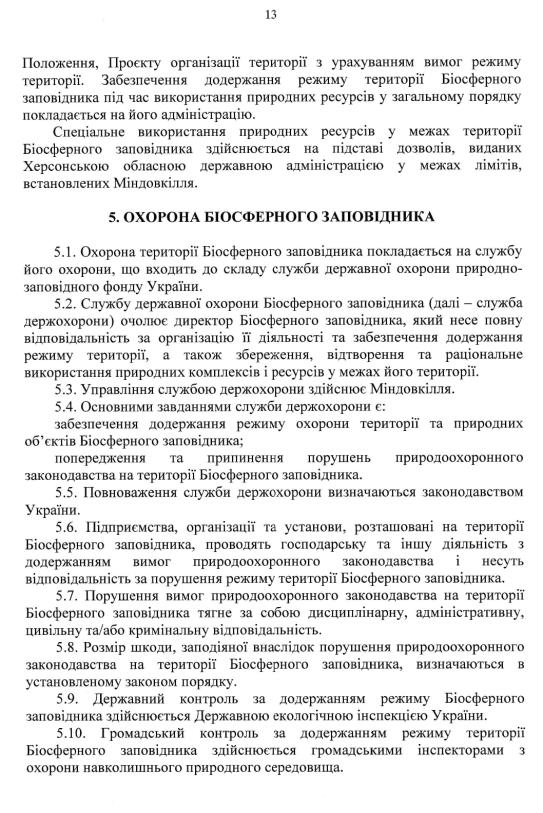 13
Положення, Проєкту організації території з урахуванням вимог режиму
території. Забезпечення додержання режиму території Біосферного
заповідника під час використання природних ресурсів у загальному порядку
покладається на його адміністрацію.
Спеціальне використання природних ресурсів у межах території
Біосферного заповідника здійснюється на підставі дозволів, виданих
Херсонською обласною державною адміністрацією у межах лімітів,
встановлених Міндовкілля.
5. ОХОРОНА БІОСФЕРНОГО ЗАПОВІДНИКА
5.1. Охорона території Біосферного заповідника покладається на службу
його охорони, що входить до складу служби державної охорони природно-
заповідного фонду України.
5.2. Службу державної охорони Біосферного заповідника (далі – служба
держохорони) очолює директор Біосферного заповідника, який несе повну
відповідальність за організацію її діяльності та забезпечення додержання
режиму території, а також збереження, відтворення та раціональне
використання природних комплексів і ресурсів у межах його території.
5.3. Управління службою держохорони здійснює Міндовкілля.
5.4. Основними завданнями служби держохорони є:
забезпечення додержання режиму охорони території та природних
об’єктів Біосферного заповідника;
попередження та припинення порушень природоохоронного
законодавства на території Біосферного заповідника.
5.5. Повноваження служби держохорони визначаються законодавством
України.
5.6. Підприємства, організації та установи, розташовані на території
Біосферного заповідника, проводять господарську та іншу діяльність з
додержанням вимог природоохоронного законодавства і несуть
відповідальність за порушення режиму території Біосферного заповідника.
5.7. Порушення вимог природоохоронного законодавства на території
Біосферного заповідника тягне за собою дисциплінарну, адміністративну,
цивільну та/або кримінальну відповідальність.
5.8. Розмір шкоди, заподіяної внаслідок порушення природоохоронного
законодавства на території Біосферного заповідника, визначаються в
установленому законом порядку.
5.9. Державний контроль за додержанням режиму Біосферного
заповідника здійснюється Державною екологічною інспекцією України.
5.10. Громадський контроль за додержанням режиму території
Біосферного заповідника здійснюється громадськими інспекторами з
охорони навколишнього природного середовища.